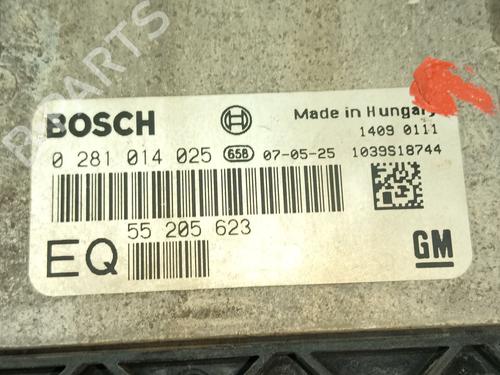 B-PARTS
BOSCH
Made in Hungary
1409 0111
0 281 014 025 658 07-05-25 1039S18744
55 205 623
EQ
GM